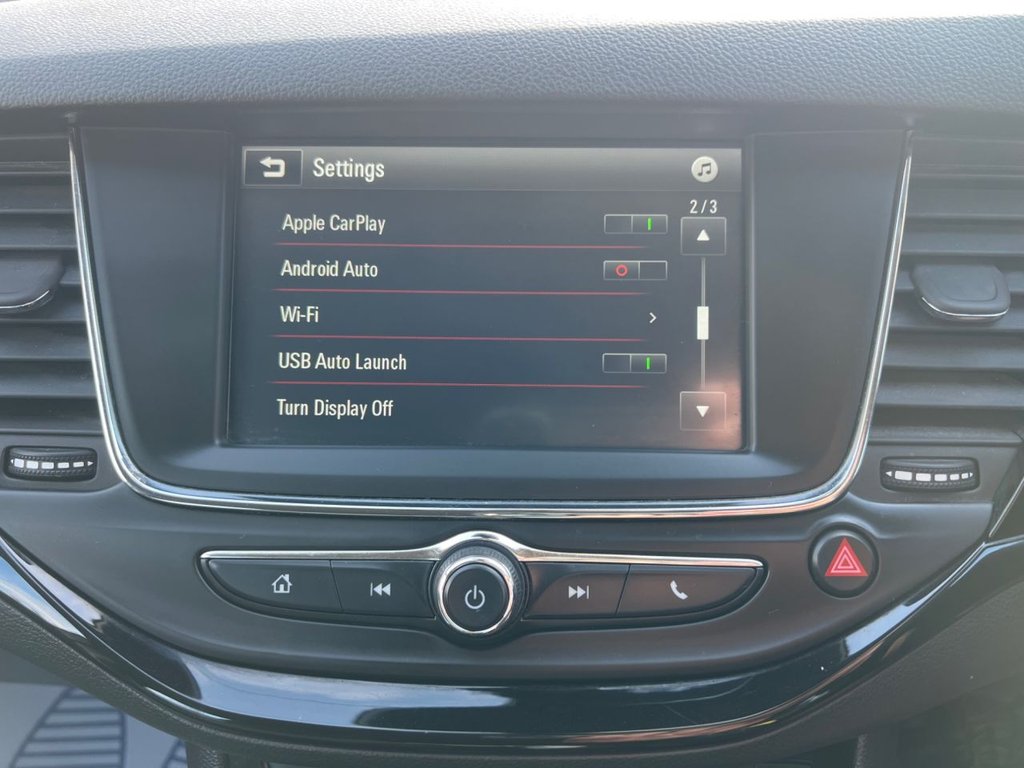 Settings
2/3
Apple CarPlay
Android Auto
Wi-Fi
USB Auto Launch
Turn Display Off